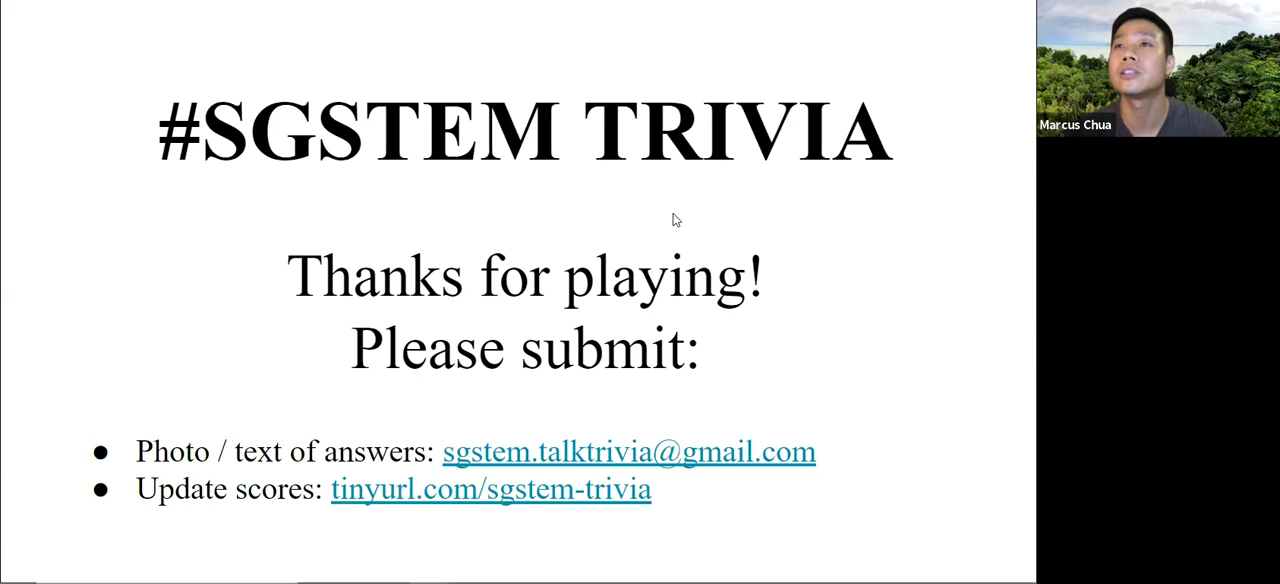 #SGSTEM TRIVIA
Thanks for playing!
Please submit:
● Photo / text of answers: sgstem.talktrivia@gmail.com
● Update scores: tinyurl.com/sgstem-trivia
Marcus Chua